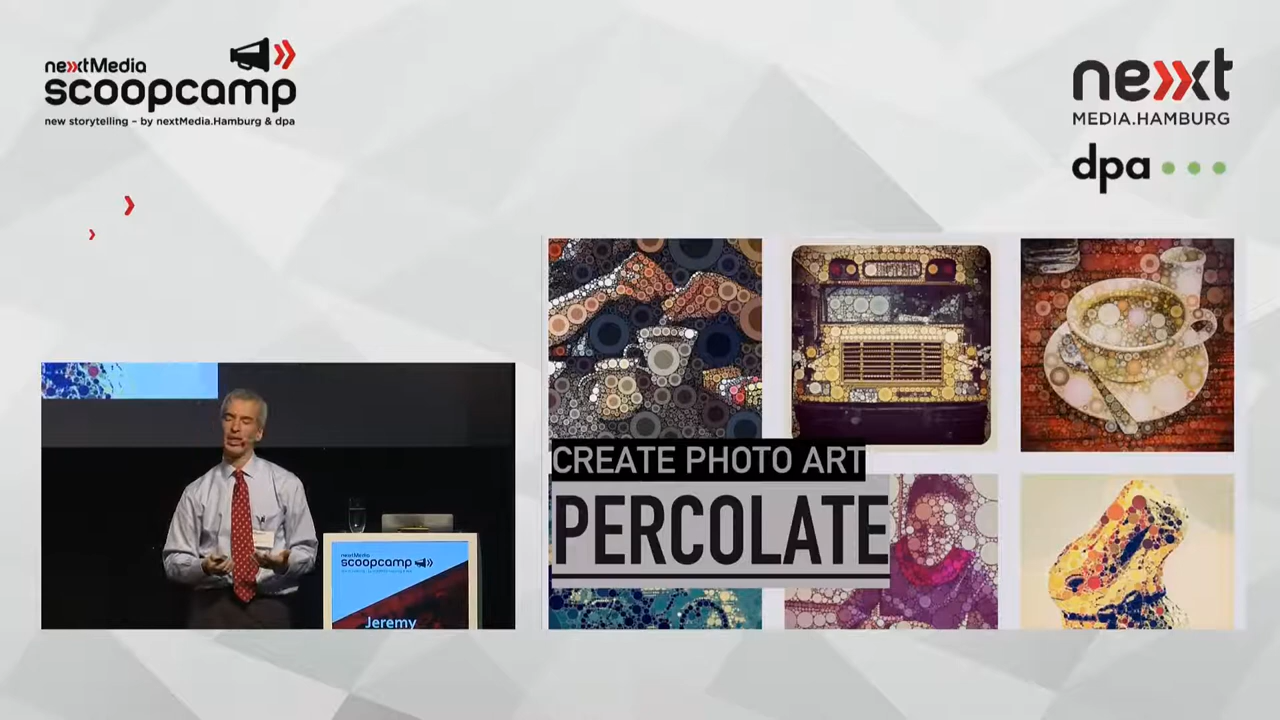 nextMedia
scoopcamp
new storytelling – by nextMedia.Hamburg & dpa
next
MEDIA.HAMBURG
dpa
CREATE PHOTO ART
PERCOLATE
nextMedia
scoopcamp
Jeremy